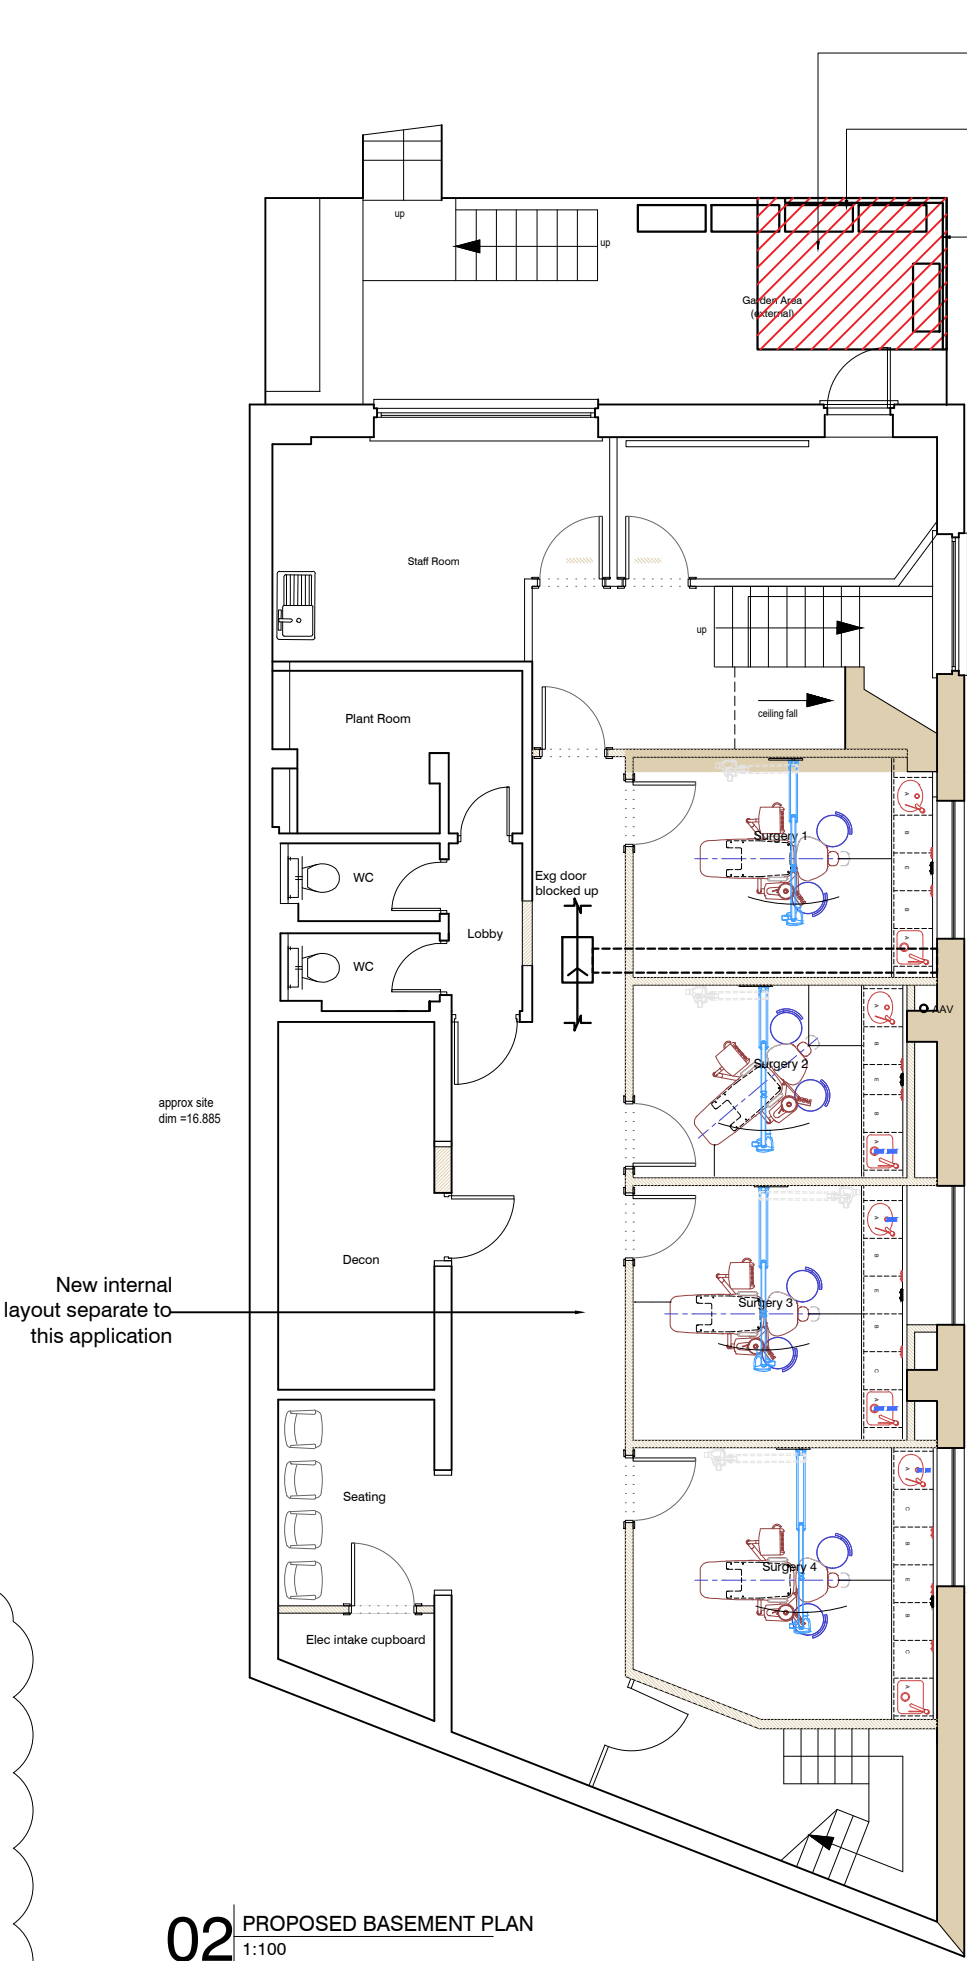 up
up
Garden Area
(external)
Staff Room
up
ceiling fall
Plant Room
Surgery 1
Exg door
blocked up
WC
Lobby
WC
AAV
Surgery 2
approx site
dim =16.885
Decon
New internal
layout separate to
this application
Surgery 3
Seating
Surgery 4
Elec intake cupboard
02 PROPOSED BASEMENT PLAN
1:100